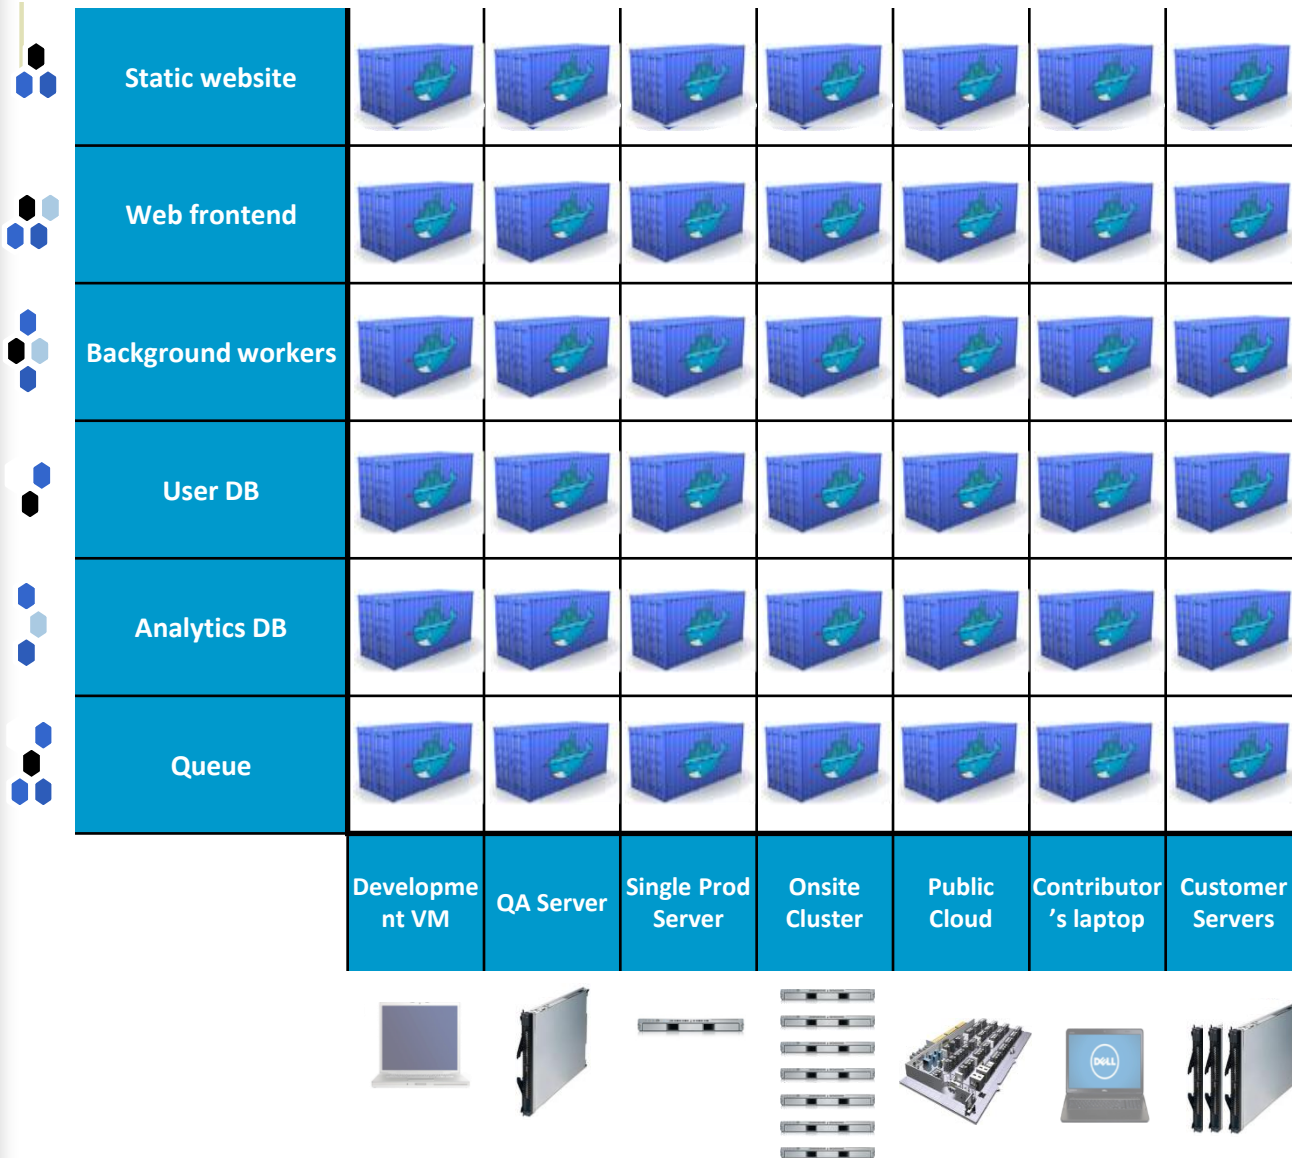 Static website
Web frontend
Background workers
User DB
Analytics DB
Queue
Developme
nt VM
QA Server
Single Prod
Server
Onsite
Cluster
Public
Cloud
Contributor
’s laptop
Customer
Servers
DELL